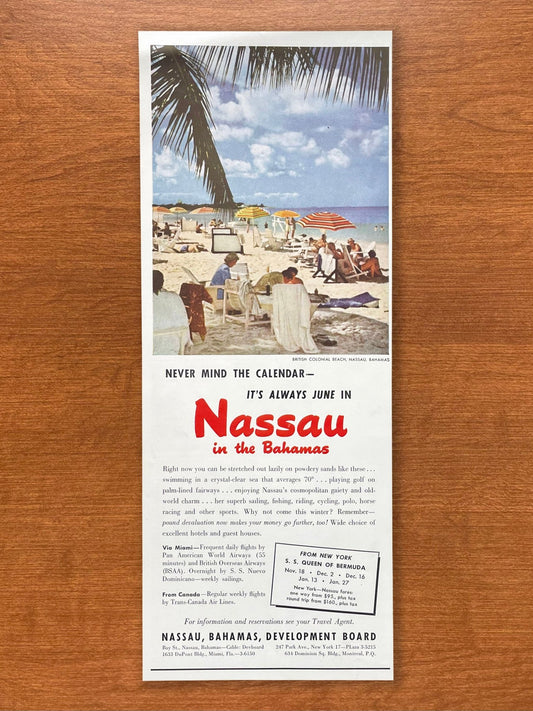 BRITISH COLONIAL BEACH, NASSAU, BAHAMAS
NEVER MIND THE CALENDAR—
IT'S ALWAYS JUNE IN
Nassau
in the Bahamas
Right now you can be stretched out lazily on powdery sands like these . . .
swimming in a crystal-clear sea that averages 70° . . . playing golf on
palm-lined fairways . . . enjoying Nassau's cosmopolitan gaiety and old-
world charm . . . her superb sailing, fishing, riding, cycling, polo, horse
racing and other sports. Why not come this winter? Remember—
pound devaluation now makes your money go further, too! Wide choice of
excellent hotels and guest houses.
Via Miami—Frequent daily flights by
Pan American World Airways (55
minutes) and British Overseas Airways
(BSAA). Overnight by S. S. Nuevo
Dominicano—weekly sailings.
From Canada—Regular weekly flights
by Trans-Canada Air Lines.
FROM NEW YORK
S. S. QUEEN OF BERMUDA
Nov. 18 • Dec. 2 • Dec. 16
Jan. 13 • Jan. 27
New York—Nassau fares:
one way from $95, plus tax
round trip from $160, plus tax
For information and reservations see your Travel Agent.
NASSAU, BAHAMAS, DEVELOPMENT BOARD
Bay St., Nassau, Bahamas—Cable: Devboard
1633 DuPont Bldg., Miami, Fla.—3-6150
247 Park Ave., New York 17—PLaza 3-5215
634 Dominion Sq. Bldg., Montreal, P.Q.